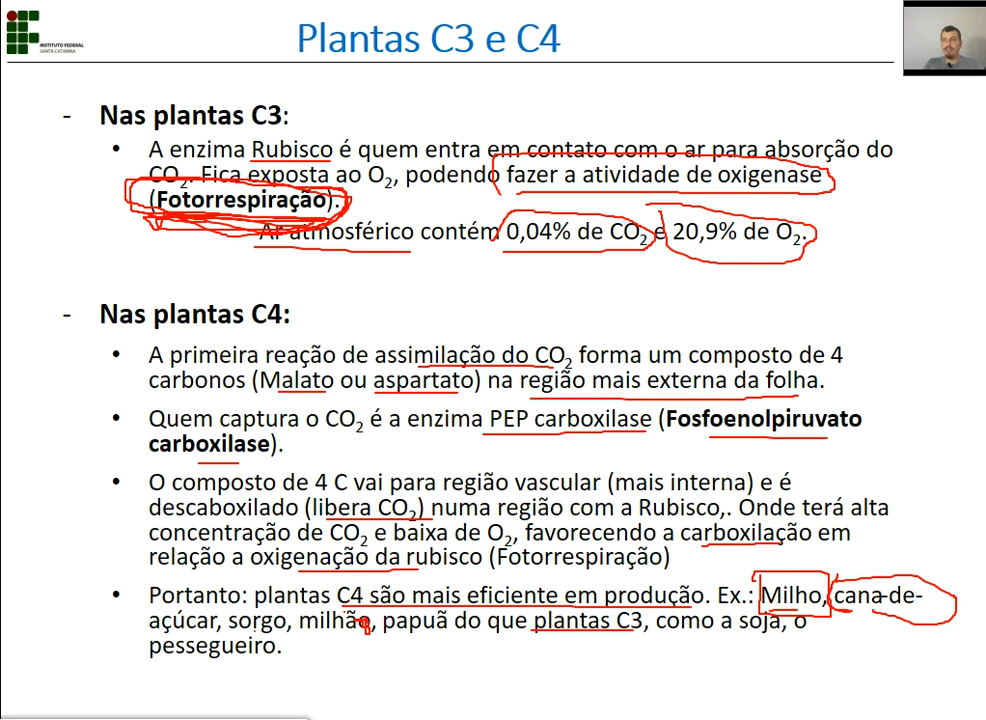 INSTITUTO FEDERAL
SANTA CATARINA
Plantas C3 e C4
- Nas plantas C3:
• A enzima Rubisco é quem entra em contato com o ar para absorção do
CO2. Fica exposta ao O2, podendo fazer a atividade de oxigenase
(Fotorrespiração).
Ar atmosférico contém 0,04% de CO2 e 20,9% de O2.
- Nas plantas C4:
• A primeira reação de assimilação do CO2 forma um composto de 4
carbonos (Malato ou aspartato) na região mais externa da folha.
• Quem captura o CO2 é a enzima PEP carboxilase (Fosfoenolpiruvato
carboxilase).
• O composto de 4 C vai para região vascular (mais interna) e é
descaboxilado (libera CO2) numa região com a Rubisco,. Onde terá alta
concentração de CO2 e baixa de O2, favorecendo a carboxilação em
relação a oxigenação da rubisco (Fotorrespiração)
• Portanto: plantas C4 são mais eficiente em produção. Ex.: Milho, cana-de-
açúcar, sorgo, milhão, papuã do que plantas C3, como a soja, o
pessegueiro.